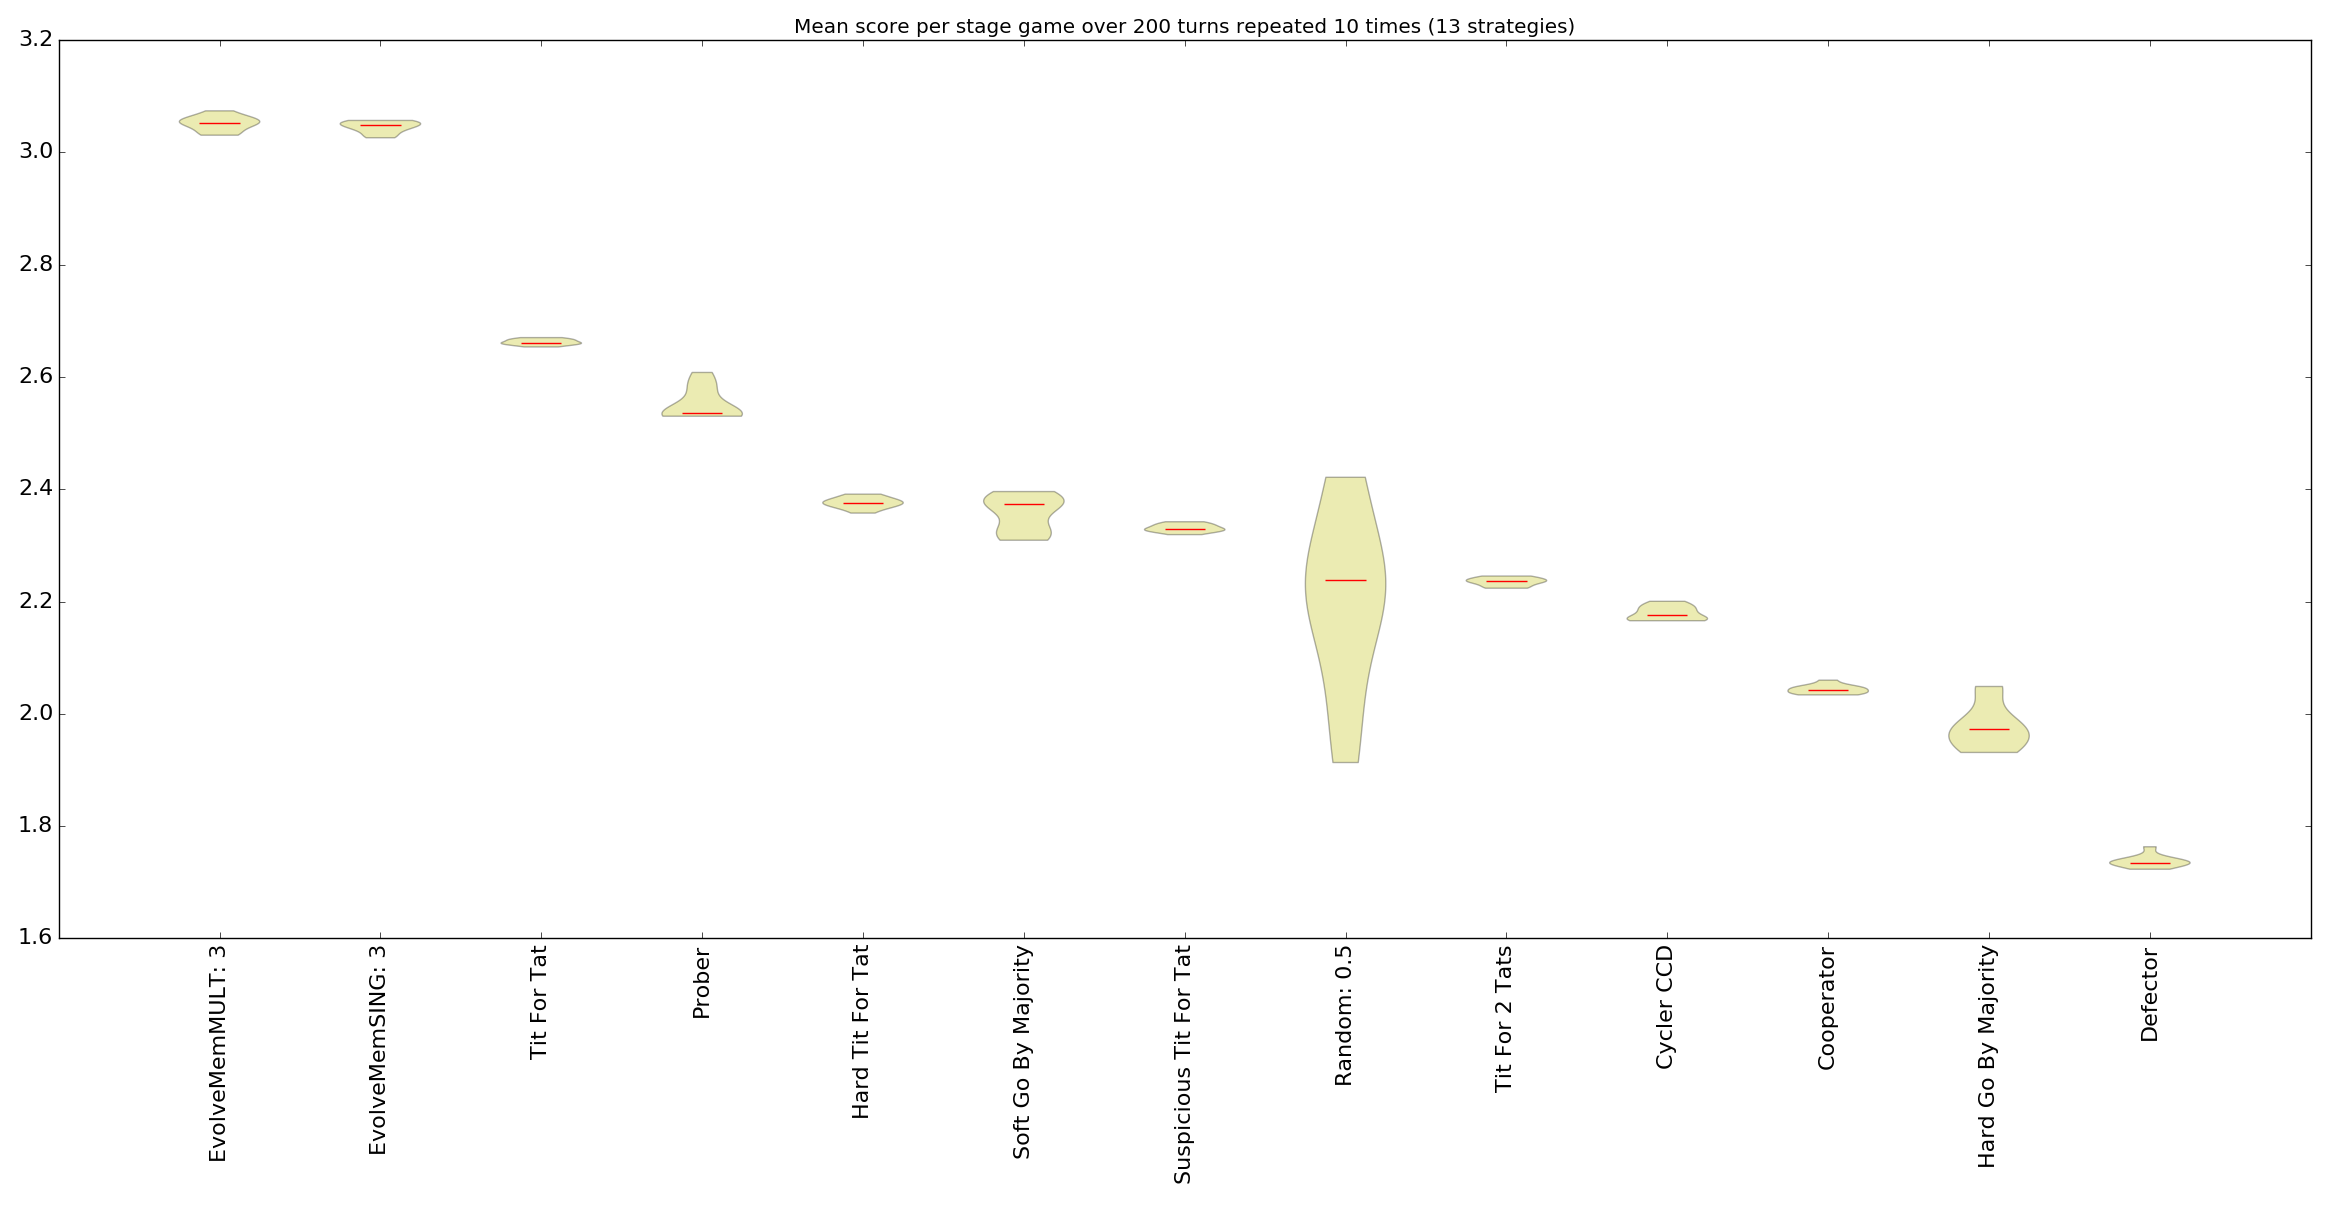 Mean score per stage game over 200 turns repeated 10 times (13 strategies)
3.2
3.0
2.8
2.6
2.4
2.2
2.0
1.8
1.6
EvolveMemMULT: 3
EvolveMemSING: 3
Tit For Tat
Prober
Hard Tit For Tat
Soft Go By Majority
Suspicious Tit For Tat
Random: 0.5
Tit For 2 Tats
Cycler CCD
Cooperator
Hard Go By Majority
Defector